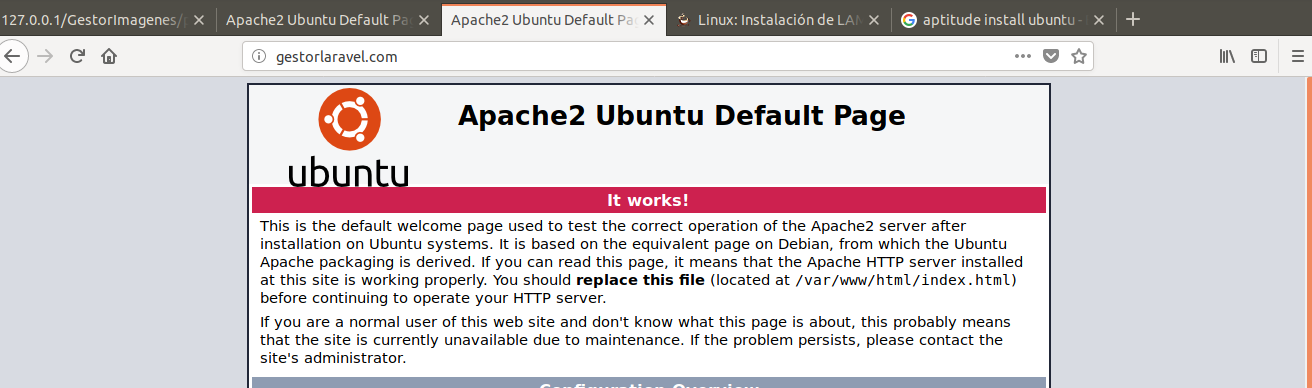 127.0.0.1/GestorImagenes/
Apache2 Ubuntu Default Pa
Apache2 Ubuntu Default Pag
Linux: Instalación de LAM
aptitude install ubuntu -
gestorlaravel.com
ubuntu
Apache2 Ubuntu Default Page
It works!
This is the default welcome page used to test the correct operation of the Apache2 server after
installation on Ubuntu systems. It is based on the equivalent page on Debian, from which the Ubuntu
Apache packaging is derived. If you can read this page, it means that the Apache HTTP server installed
at this site is working properly. You should replace this file (located at /var/www/html/index.html)
before continuing to operate your HTTP server.
If you are a normal user of this web site and don't know what this page is about, this probably means
that the site is currently unavailable due to maintenance. If the problem persists, please contact the
site's administrator.
Configuration Overview